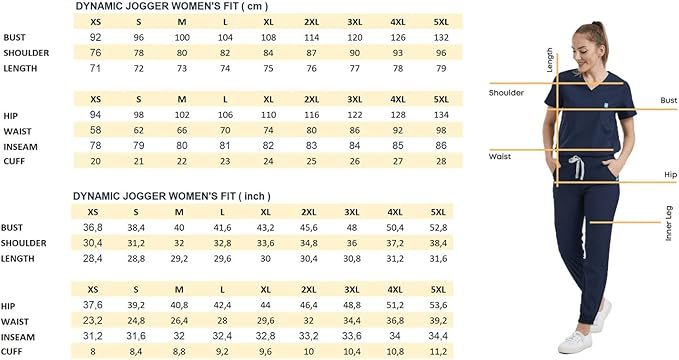 DYNAMIC JOGGER WOMEN'S FIT ( cm )
XS S M L XL 2XL 3XL 4XL 5XL
BUST 92 96 100 104 108 114 120 126 132
SHOULDER 76 78 80 82 84 87 90 93 96
LENGTH 71 72 73 74 75 76 77 78 79
XS S M L XL 2XL 3XL 4XL 5XL
HIP 94 98 102 106 110 116 122 128 134
WAIST 58 62 66 70 74 80 86 92 98
INSEAM 78 79 80 81 82 83 84 85 86
CUFF 20 21 22 23 24 25 26 27 28
DYNAMIC JOGGER WOMEN'S FIT ( inch )
XS S M L XL 2XL 3XL 4XL 5XL
BUST 36,8 38,4 40 41,6 43,2 45,6 48 50,4 52,8
SHOULDER 30,4 31,2 32 32,8 33,6 34,8 36 37,2 38,4
LENGTH 28,4 28,8 29,2 29,6 30 30,4 30,8 31,2 31,6
XS S M L XL 2XL 3XL 4XL 5XL
HIP 37,6 39,2 40,8 42,4 44 46,4 48,8 51,2 53,6
WAIST 23,2 24,8 26,4 28 29,6 32 34,4 36,8 39,2
INSEAM 31,2 31,6 32 32,4 32,8 33,2 33,6 34 34,4
CUFF 8 8,4 8,8 9,2 9,6 10 10,4 10,8 11,2
Length
Shoulder
Bust
Waist
Hip
Inner Leg